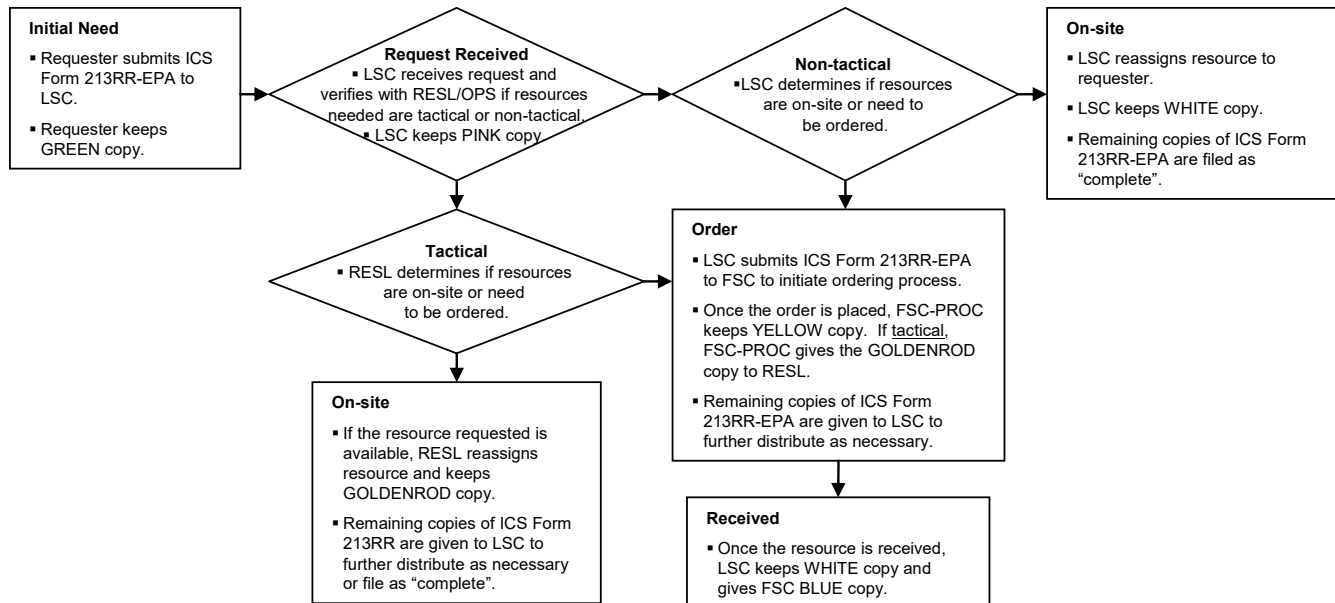 Initial Need
▪ Requester submits ICS
Form 213RR-EPA to
LSC.
▪ Requester keeps
GREEN copy.
Request Received
▪ LSC receives request and
verifies with RESL/OPS if resources
needed are tactical or non-tactical.
▪ LSC keeps PINK copy
Non-tactical
▪LSC determines if resources
are on-site or need to
be ordered.
On-site
▪ LSC reassigns resource to
requester.
▪ LSC keeps WHITE copy.
▪ Remaining copies of ICS Form
213RR-EPA are filed as
“complete”.
Tactical
▪ RESL determines if resources
are on-site or need
to be ordered.
Order
▪ LSC submits ICS Form 213RR-EPA
to FSC to initiate ordering process.
▪ Once the order is placed, FSC-PROC
keeps YELLOW copy. If tactical,
FSC-PROC gives the GOLDENROD
copy to RESL.
▪ Remaining copies of ICS Form
213RR-EPA are given to LSC to
further distribute as necessary.
On-site
▪ If the resource requested is
available, RESL reassigns
resource and keeps
GOLDENROD copy.
▪ Remaining copies of ICS Form
213RR are given to LSC to
further distribute as necessary
or file as “complete”.
Received
▪ Once the resource is received,
LSC keeps WHITE copy and
gives FSC BLUE copy.